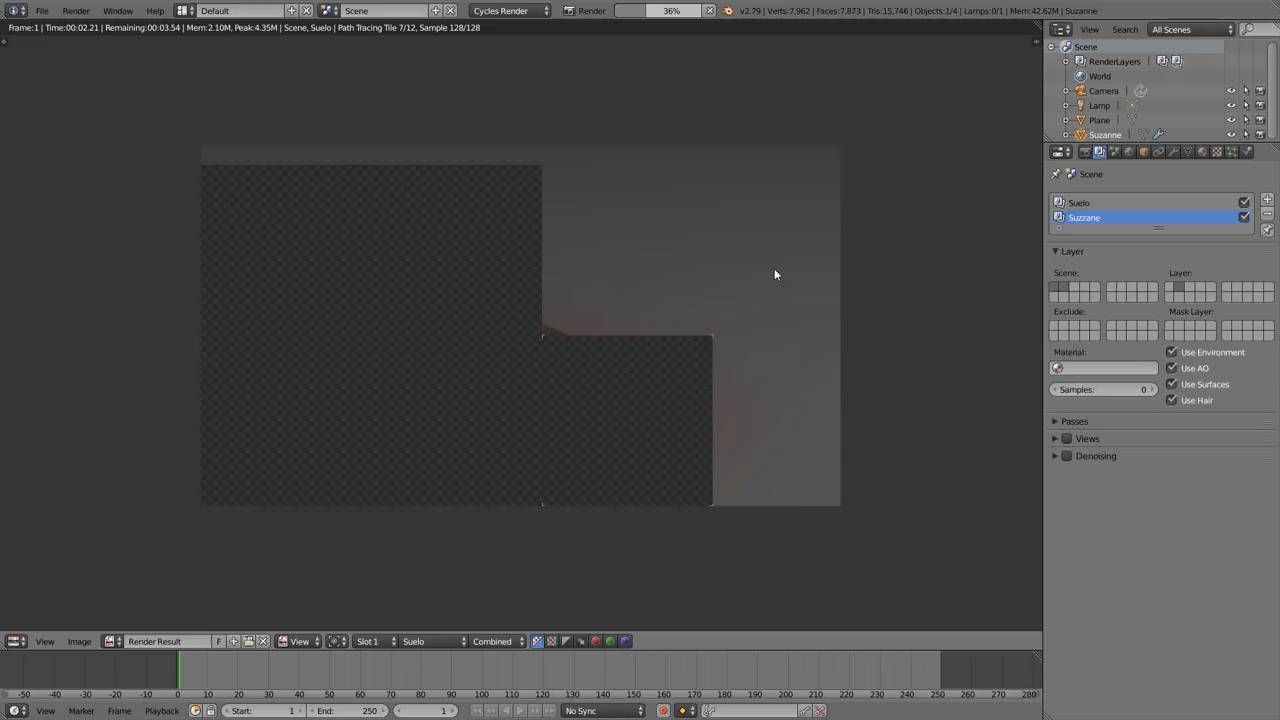 File Render Window Help Default Scene Cycles Render Render 36% v2.79 | Verts:7,962 | Faces:7,873 | Tris:15,746 | Objects:1/4 | Lamps:0/1 | Mem:42.62M | Suzanne
Frame:1 | Time:00:02.21 | Remaining:00:03.54 | Mem:2.10M, Peak:4.35M | Scene, Suelo | Path Tracing Tile 7/12, Sample 128/128
View Search All Scenes
Scene
RenderLayers
World
Camera
Lamp
Plane
Suzanne
Scene
Suelo
Suzzane
Layer
Scene: Layer:
Exclude: Mask Layer:
Material: Use Environment
Use AO
Samples: 0 Use Surfaces
Use Hair
Passes
Views
Denoising
View Image Render Result F View Slot 1 Suelo Combined
-50 -40 -30 -20 -10 0 10 20 30 40 50 60 70 80 90 100 110 120 130 140 150 160 170 180 190 200 210 220 230 240 250 260 270 280
View Marker Frame Playback Start: 1 End: 250 1 No Sync